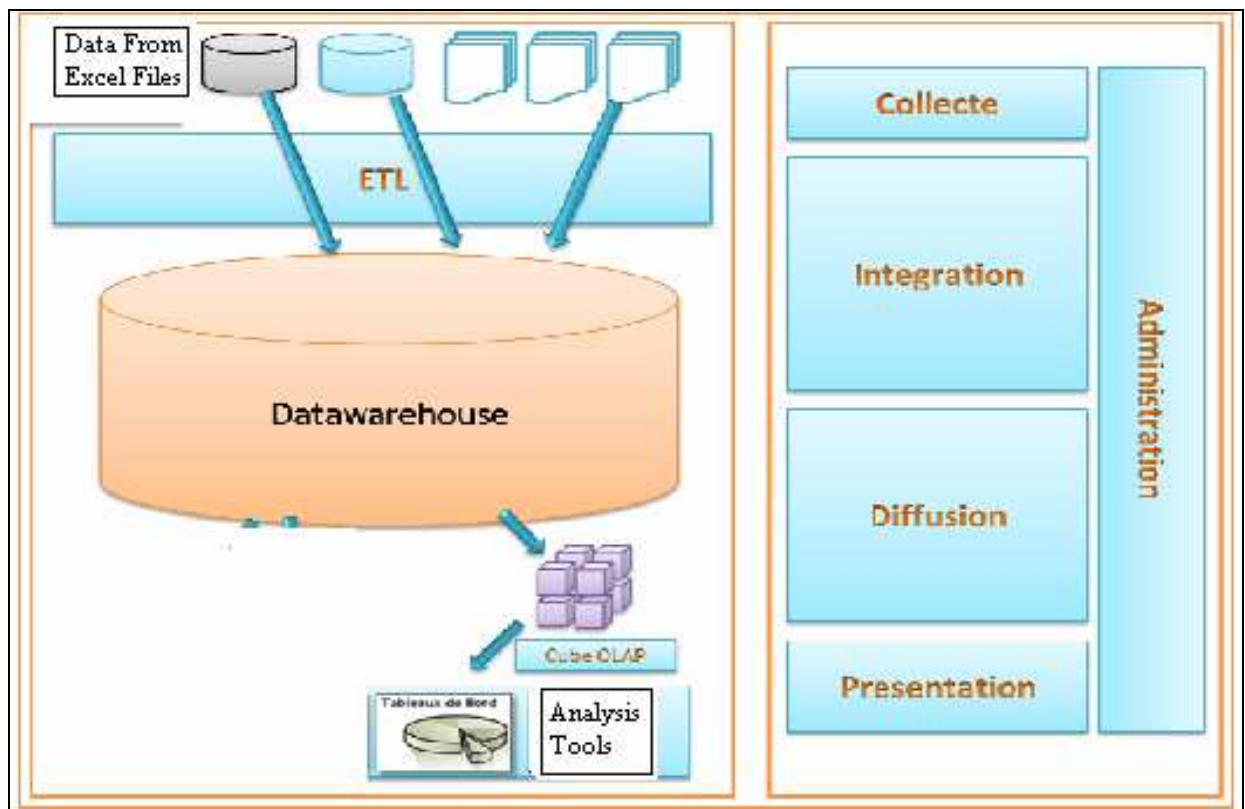 Data From
Excel Files
ETL
Datawarehouse
Cube OLAP
Tableaux de Bord
Analysis
Tools
Collecte
Integration
Diffusion
Presentation
Administration